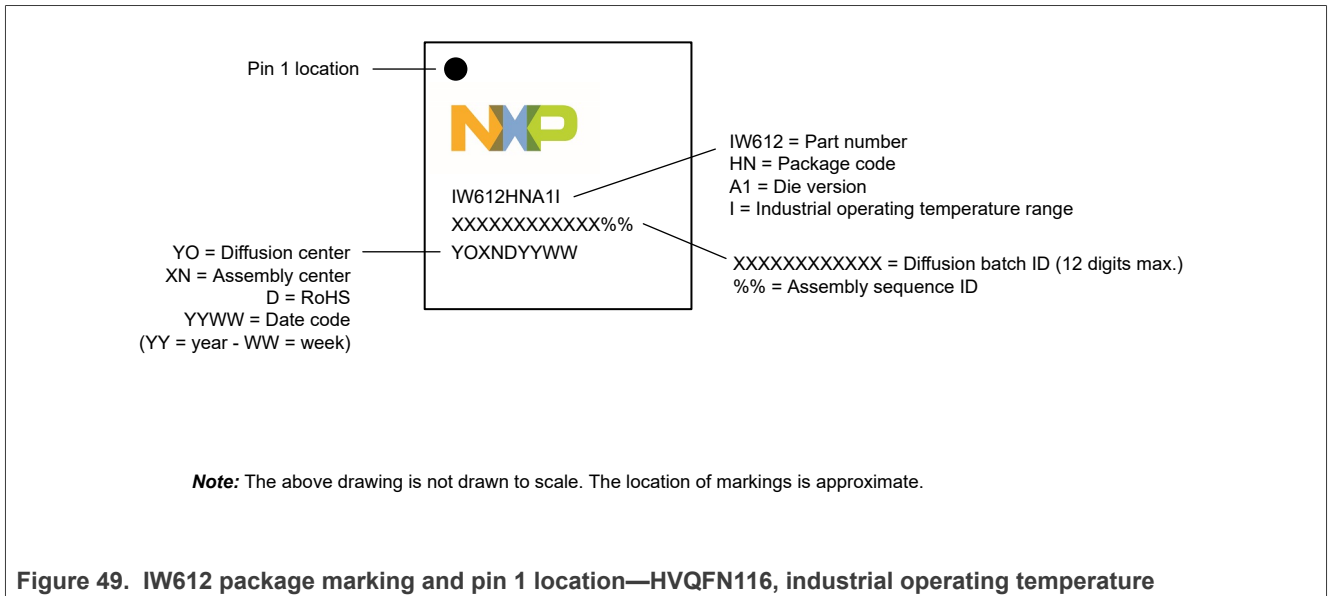 Pin 1 location
NXP
IW612HNA1I
XXXXXXXXXXXX%%
YOXNDYYWW
IW612 = Part number
HN = Package code
A1 = Die version
I = Industrial operating temperature range
XXXXXXXXXXXX = Diffusion batch ID (12 digits max.)
%% = Assembly sequence ID
YO = Diffusion center
XN = Assembly center
D = RoHS
YYWW = Date code
(YY = year - WW = week)
Note: The above drawing is not drawn to scale. The location of markings is approximate.
Figure 49. IW612 package marking and pin 1 location—HVQFN116, industrial operating temperature